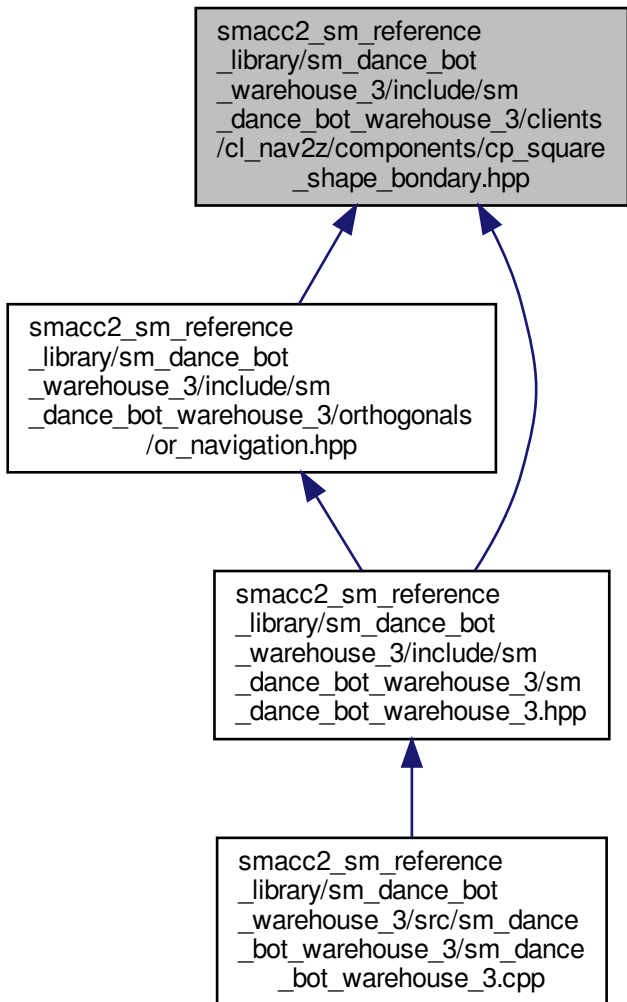 smacc2_sm_reference
_library/sm_dance_bot
_warehouse_3/include/sm
_dance_bot_warehouse_3/clients
/cl_nav2z/components/cp_square
_shape_bondary.hpp
smacc2_sm_reference
_library/sm_dance_bot
_warehouse_3/include/sm
_dance_bot_warehouse_3/orthogonals
/or_navigation.hpp
smacc2_sm_reference
_library/sm_dance_bot
_warehouse_3/include/sm
_dance_bot_warehouse_3/sm
_dance_bot_warehouse_3.hpp
smacc2_sm_reference
_library/sm_dance_bot
_warehouse_3/src/sm_dance
_bot_warehouse_3/sm_dance
_bot_warehouse_3.cpp